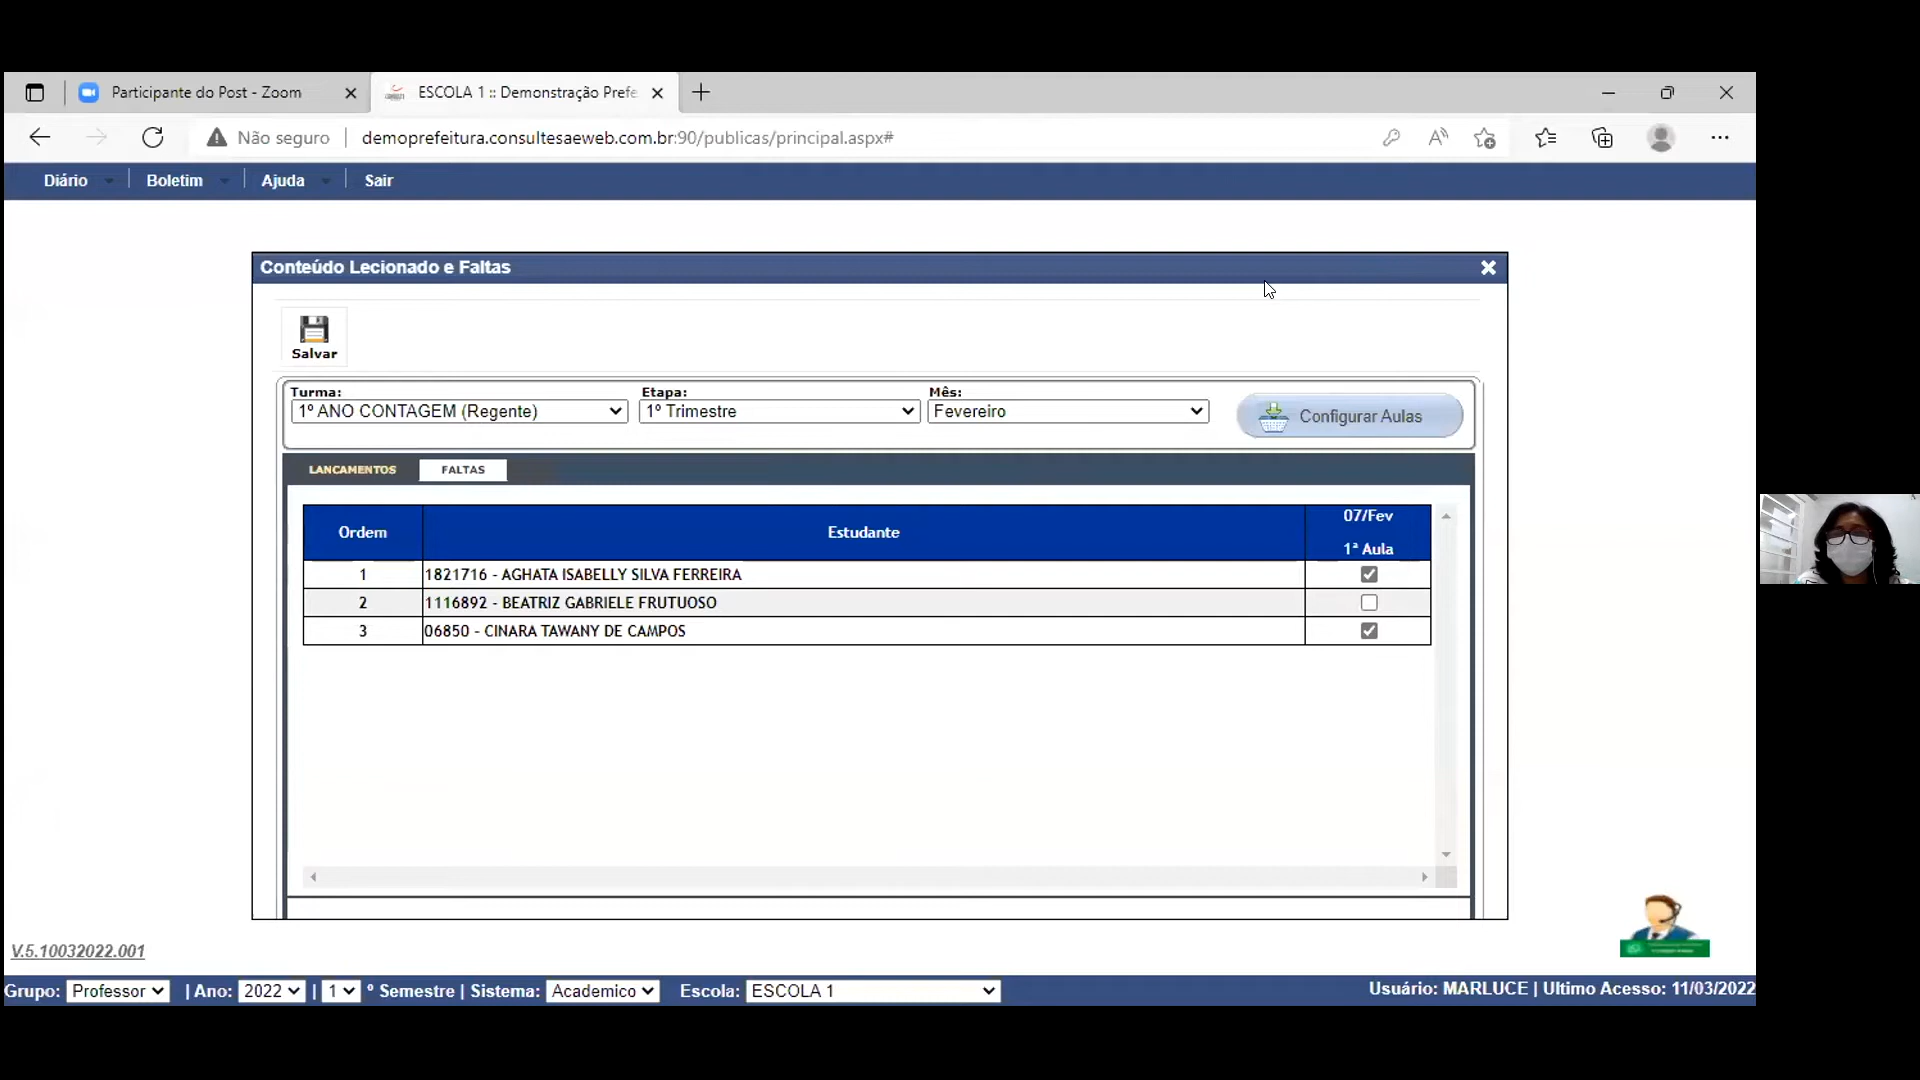 Participante do Post - Zoom
ESCOLA 1 :: Demonstração Prefe
Não seguro
demoprefeitura.consultesaeweb.com.br:90/publicas/principal.aspx#
Diário
Boletim
Ajuda
Sair
Conteúdo Lecionado e Faltas
Salvar
Turma:
Etapa:
Mês:
1º ANO CONTAGEM (Regente)
1º Trimestre
Fevereiro
Configurar Aulas
LANCAMENTOS
FALTAS
Ordem
Estudante
07/Fev
1ª Aula
1
1821716 - AGHATA ISABELLY SILVA FERREIRA
2
1116892 - BEATRIZ GABRIELE FRUTUOSO
3
06850 - CINARA TAWANY DE CAMPOS
V.5.10032022.001
Grupo: Professor | Ano: 2022 | 1 º Semestre | Sistema: Academico Escola: ESCOLA 1
Usuário: MARLUCE | Ultimo Acesso: 11/03/2022